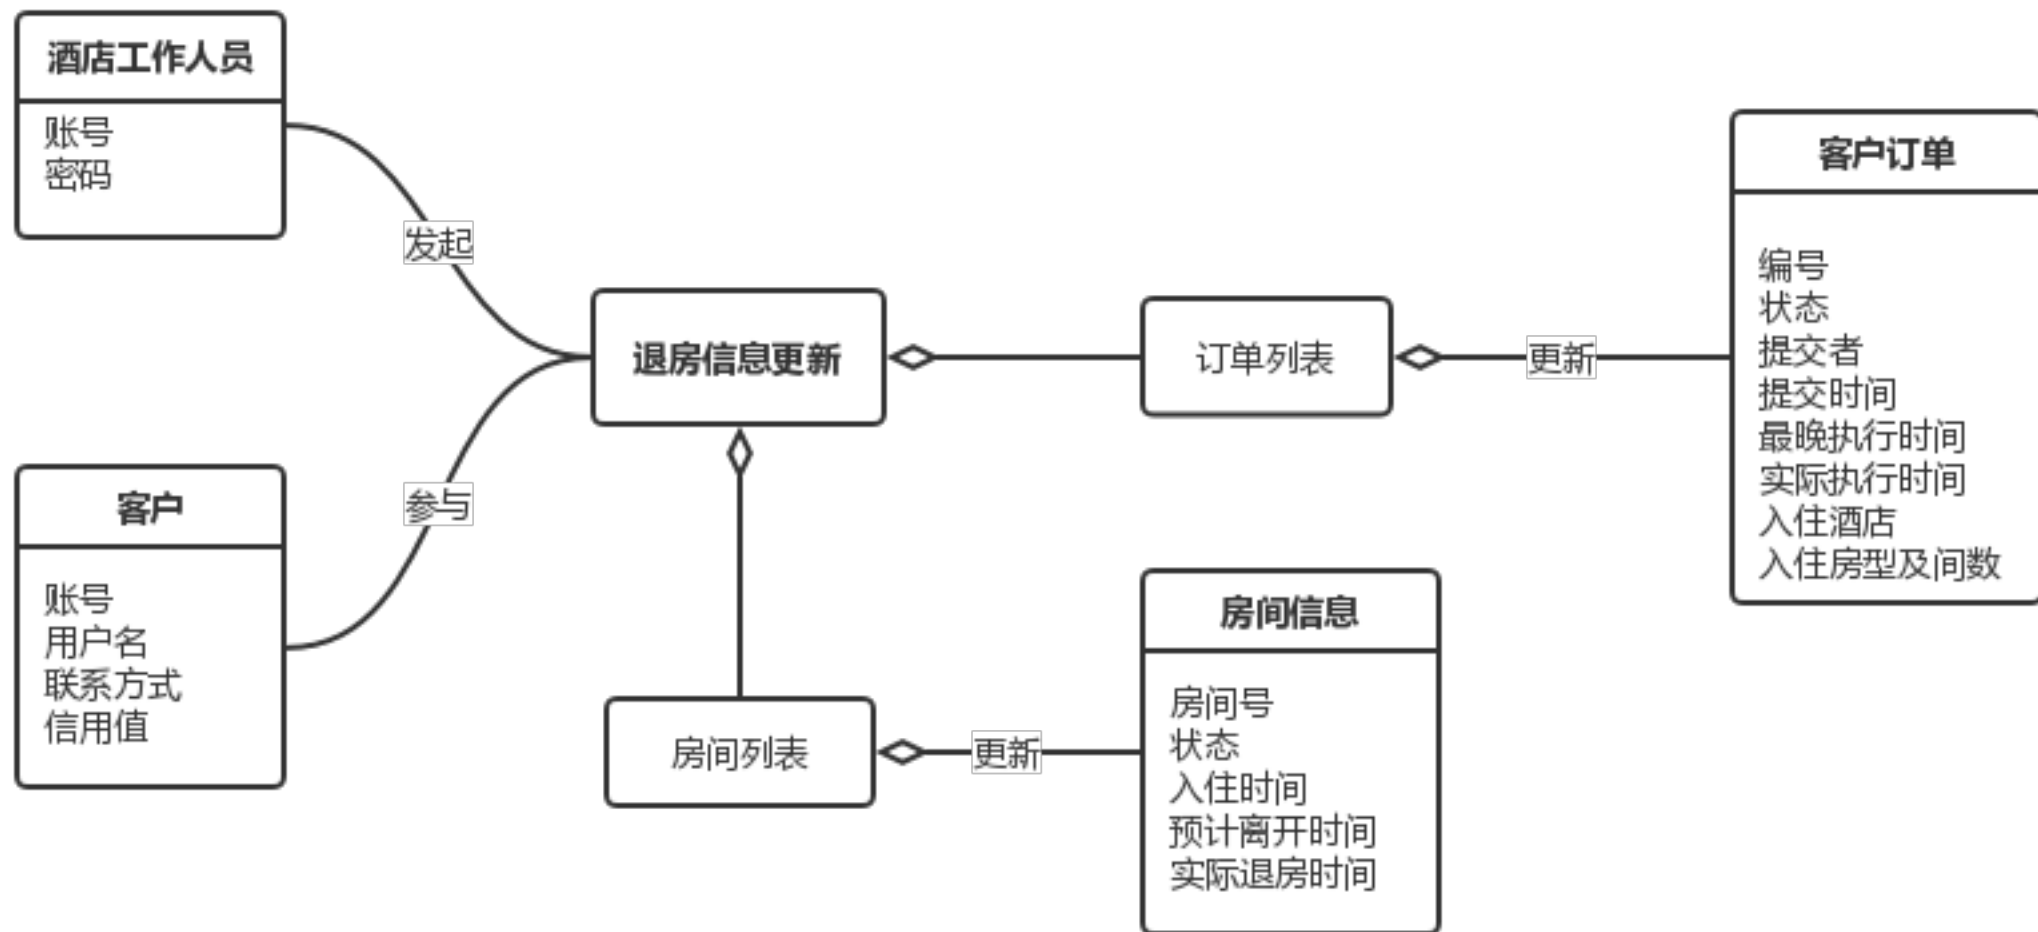 酒店工作人员
账号
密码
发起
客户
账号
用户名
联系方式
信用值
参与
退房信息更新
订单列表
更新
客户订单
编号
状态
提交者
提交时间
最晚执行时间
实际执行时间
入住酒店
入住房型及间数
房间列表
更新
房间信息
房间号
状态
入住时间
预计离开时间
实际退房时间